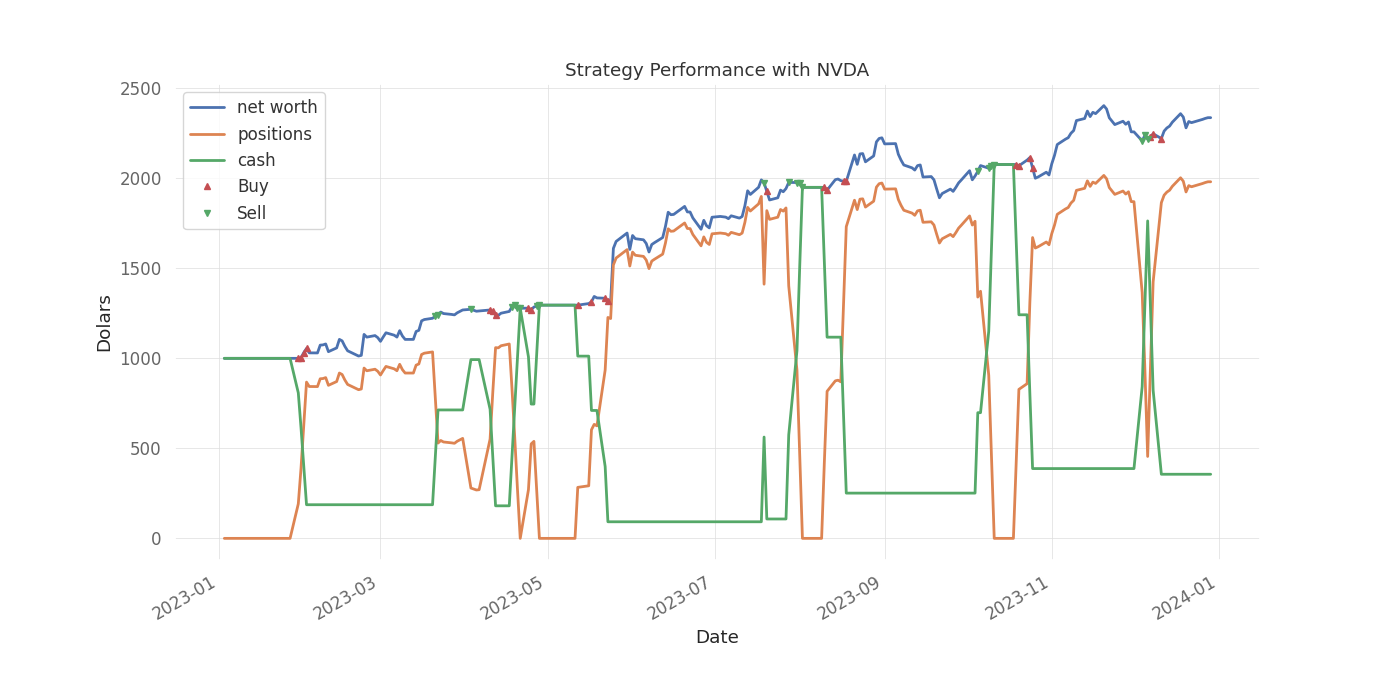 Strategy Performance with NVDA
2500
2000
1500
1000
500
0
Dolars
net worth
positions
cash
Buy
Sell
2023-01
2023-03
2023-05
2023-07
2023-09
2023-11
2024-01
Date